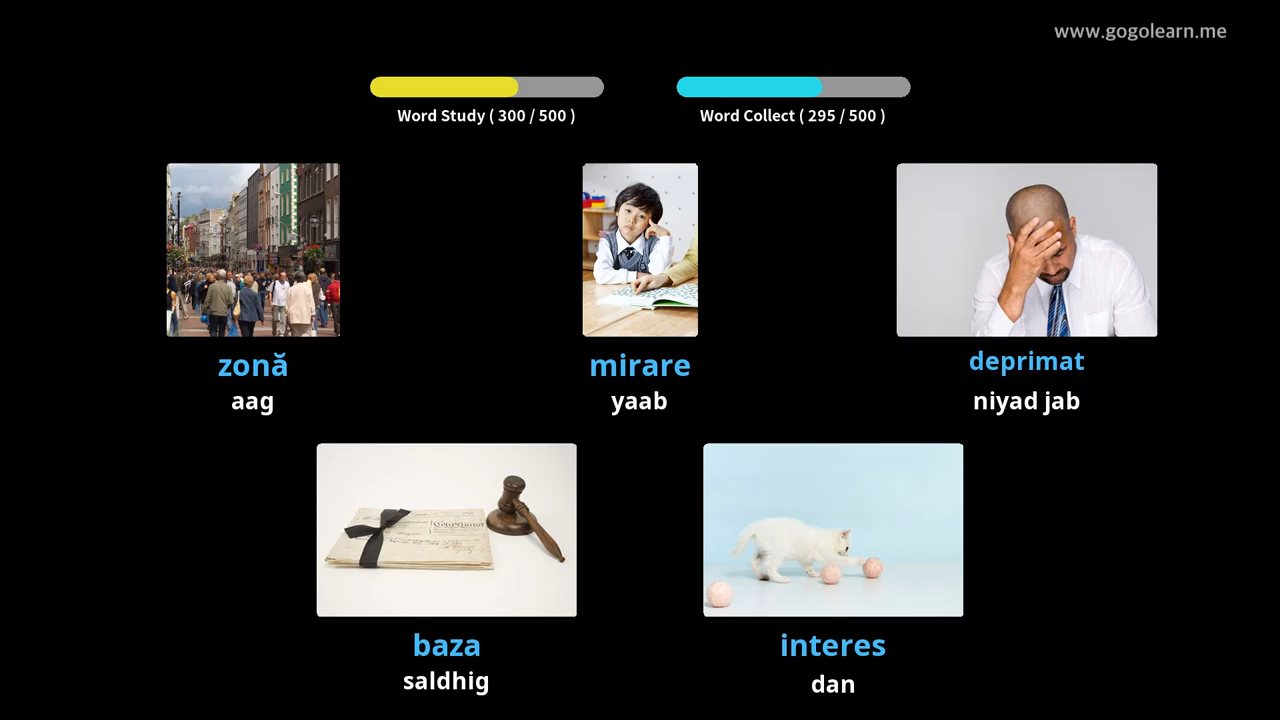 www.gogolearn.me
Word Study ( 300 / 500 )
Word Collect ( 295 / 500 )
zonă
aag
mirare
yaab
deprimat
niyad jab
baza
saldhig
interes
dan